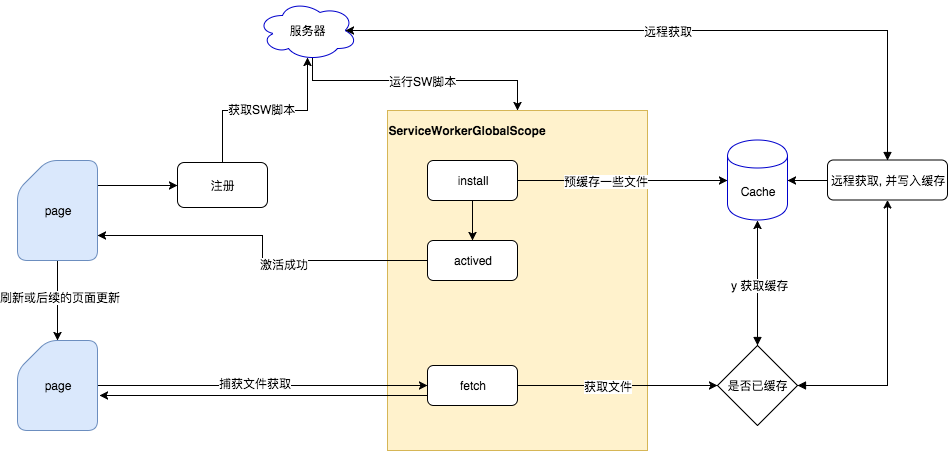 服务器
远程获取
运行SW脚本
获取SW脚本
ServiceWorkerGlobalScope
注册
install
预缓存一些文件
Cache
远程获取, 并写入缓存
page
激活成功
actived
y 获取缓存
刷新或后续的页面更新
page
捕获文件获取
fetch
获取文件
是否已缓存